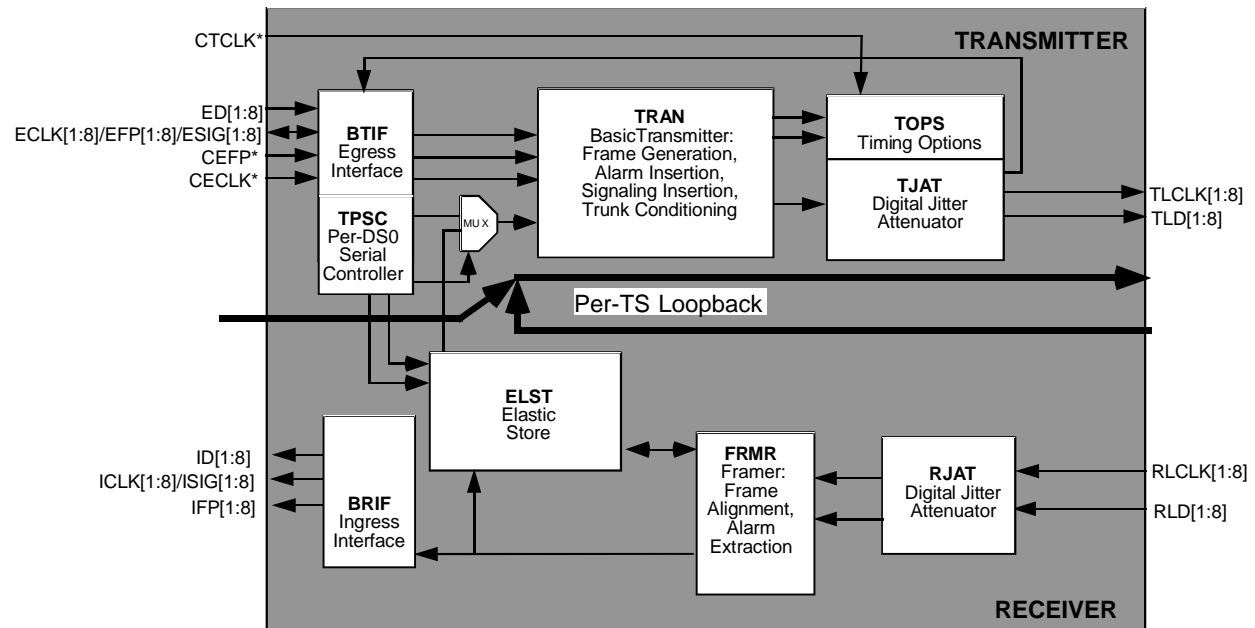 CTCLK*
TRANSMITTER
ED[1:8]
ECLK[1:8]/EFP[1:8]/ESIG[1:8]
CEFP*
CECLK*
BTIF
Egress
Interface
TPSC
Per-DS0
Serial
Controller
MUX
TRAN
BasicTransmitter:
Frame Generation,
Alarm Insertion,
Signaling Insertion,
Trunk Conditioning
TOPS
Timing Options
TJAT
Digital Jitter
Attenuator
TLCLK[1:8]
TLD[1:8]
Per-TS Loopback
ELST
Elastic
Store
ID[1:8]
ICLK[1:8]/ISIG[1:8]
IFP[1:8]
BRIF
Ingress
Interface
FRMR
Framer:
Frame
Alignment,
Alarm
Extraction
RJAT
Digital Jitter
Attenuator
RLCLK[1:8]
RLD[1:8]
RECEIVER